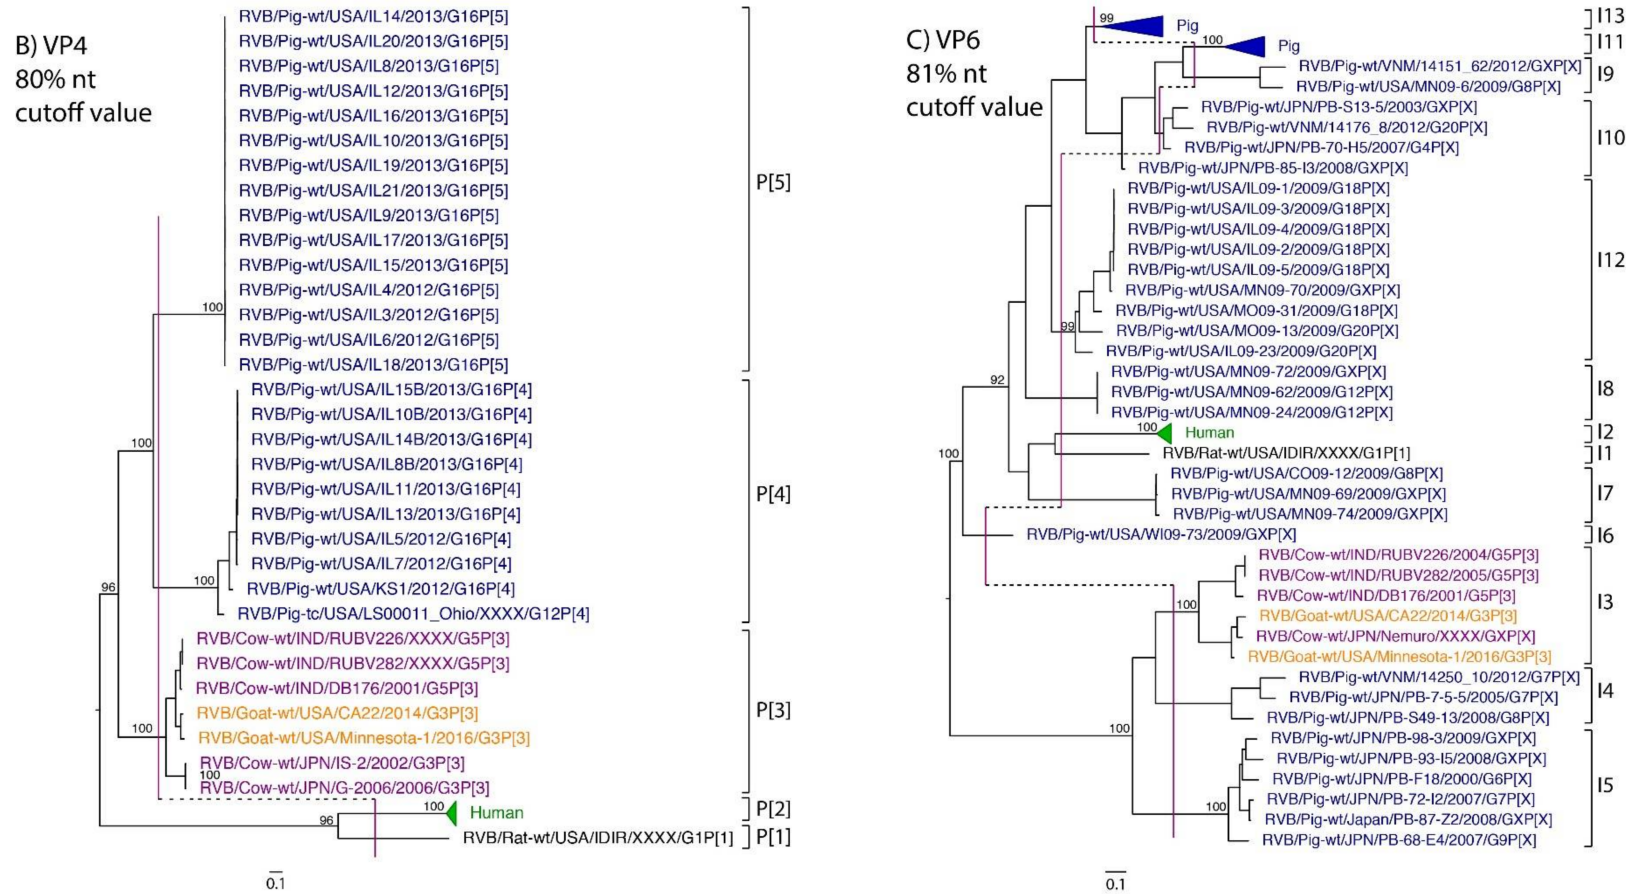 B) VP4
80% nt
cutoff value
RVB/Pig-wt/USA/IL14/2013/G16P[5]
RVB/Pig-wt/USA/IL20/2013/G16P[5]
RVB/Pig-wt/USA/IL8/2013/G16P[5]
RVB/Pig-wt/USA/IL12/2013/G16P[5]
RVB/Pig-wt/USA/IL16/2013/G16P[5]
RVB/Pig-wt/USA/IL10/2013/G16P[5]
RVB/Pig-wt/USA/IL19/2013/G16P[5]
RVB/Pig-wt/USA/IL21/2013/G16P[5]
RVB/Pig-wt/USA/IL9/2013/G16P[5]
RVB/Pig-wt/USA/IL17/2013/G16P[5]
RVB/Pig-wt/USA/IL15/2013/G16P[5]
RVB/Pig-wt/USA/IL4/2012/G16P[5]
RVB/Pig-wt/USA/IL3/2012/G16P[5]
RVB/Pig-wt/USA/IL6/2012/G16P[5]
RVB/Pig-wt/USA/IL18/2013/G16P[5]
P[5]
100
RVB/Pig-wt/USA/IL15B/2013/G16P[4]
RVB/Pig-wt/USA/IL10B/2013/G16P[4]
RVB/Pig-wt/USA/IL14B/2013/G16P[4]
RVB/Pig-wt/USA/IL8B/2013/G16P[4]
RVB/Pig-wt/USA/IL11/2013/G16P[4]
RVB/Pig-wt/USA/IL13/2013/G16P[4]
RVB/Pig-wt/USA/IL5/2012/G16P[4]
RVB/Pig-wt/USA/IL7/2012/G16P[4]
RVB/Pig-wt/USA/KS1/2012/G16P[4]
RVB/Pig-tc/USA/LS00011_Ohio/XXXX/G12P[4]
P[4]
100
100
96
RVB/Cow-wt/IND/RUBV226/XXXX/G5P[3]
RVB/Cow-wt/IND/RUBV282/XXXX/G5P[3]
RVB/Cow-wt/IND/DB176/2001/G5P[3]
RVB/Goat-wt/USA/CA22/2014/G3P[3]
RVB/Goat-wt/USA/Minnesota-1/2016/G3P[3]
RVB/Cow-wt/JPN/IS-2/2002/G3P[3]
RVB/Cow-wt/JPN/G-2006/2006/G3P[3]
P[3]
100
100
100
Human
P[2]
96
RVB/Rat-wt/USA/IDIR/XXXX/G1P[1]
P[1]
0.1
C) VP6
81% nt
cutoff value
99
Pig
I13
100
Pig
I11
RVB/Pig-wt/VNM/14151_62/2012/GXP[X]
RVB/Pig-wt/USA/MN09-6/2009/G8P[X]
I9
RVB/Pig-wt/JPN/PB-S13-5/2003/GXP[X]
RVB/Pig-wt/VNM/14176_8/2012/G20P[X]
RVB/Pig-wt/JPN/PB-70-H5/2007/G4P[X]
RVB/Pig-wt/JPN/PB-85-I3/2008/GXP[X]
I10
RVB/Pig-wt/USA/IL09-1/2009/G18P[X]
RVB/Pig-wt/USA/IL09-3/2009/G18P[X]
RVB/Pig-wt/USA/IL09-4/2009/G18P[X]
RVB/Pig-wt/USA/IL09-2/2009/G18P[X]
RVB/Pig-wt/USA/IL09-5/2009/G18P[X]
RVB/Pig-wt/USA/MN09-70/2009/GXP[X]
RVB/Pig-wt/USA/MO09-31/2009/G18P[X]
RVB/Pig-wt/USA/MO09-13/2009/G20P[X]
RVB/Pig-wt/USA/IL09-23/2009/G20P[X]
I12
99
RVB/Pig-wt/USA/MN09-72/2009/GXP[X]
RVB/Pig-wt/USA/MN09-62/2009/G12P[X]
RVB/Pig-wt/USA/MN09-24/2009/G12P[X]
I8
92
100
Human
I2
RVB/Rat-wt/USA/IDIR/XXXX/G1P[1]
I1
100
RVB/Pig-wt/USA/CO09-12/2009/G8P[X]
RVB/Pig-wt/USA/MN09-69/2009/GXP[X]
RVB/Pig-wt/USA/MN09-74/2009/GXP[X]
I7
RVB/Pig-wt/USA/WI09-73/2009/GXP[X]
I6
RVB/Cow-wt/IND/RUBV226/2004/G5P[3]
RVB/Cow-wt/IND/RUBV282/2005/G5P[3]
RVB/Cow-wt/IND/DB176/2001/G5P[3]
RVB/Goat-wt/USA/CA22/2014/G3P[3]
RVB/Cow-wt/JPN/Nemuro/XXXX/GXP[X]
RVB/Goat-wt/USA/Minnesota-1/2016/G3P[3]
I3
100
RVB/Pig-wt/VNM/14250_10/2012/G7P[X]
RVB/Pig-wt/JPN/PB-7-5-5/2005/G7P[X]
RVB/Pig-wt/JPN/PB-S49-13/2008/G8P[X]
I4
100
RVB/Pig-wt/JPN/PB-98-3/2009/GXP[X]
RVB/Pig-wt/JPN/PB-93-I5/2008/GXP[X]
RVB/Pig-wt/JPN/PB-F18/2000/G6P[X]
RVB/Pig-wt/JPN/PB-72-I2/2007/G7P[X]
RVB/Pig-wt/Japan/PB-87-Z2/2008/GXP[X]
RVB/Pig-wt/JPN/PB-68-E4/2007/G9P[X]
I5
100
0.1